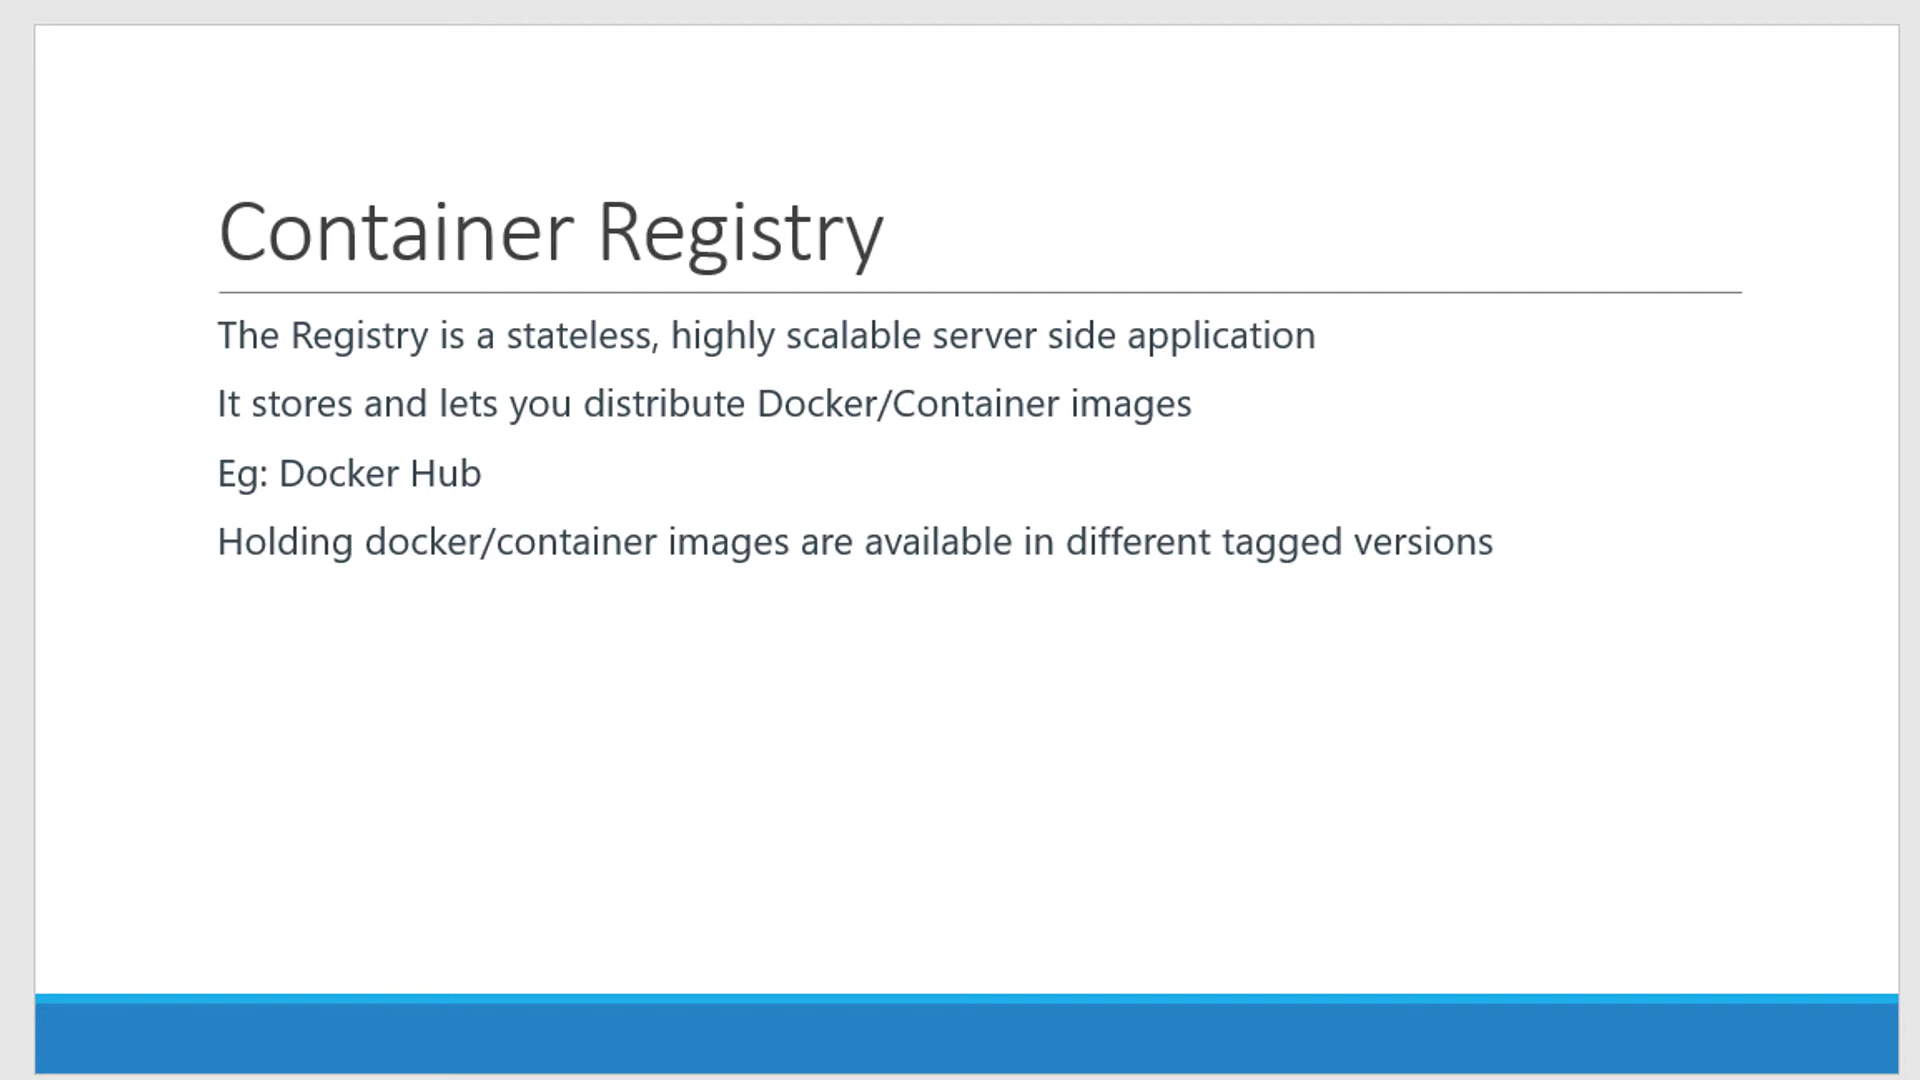 Container Registry
The Registry is a stateless, highly scalable server side application
It stores and lets you distribute Docker/Container images
Eg: Docker Hub
Holding docker/container images are available in different tagged versions